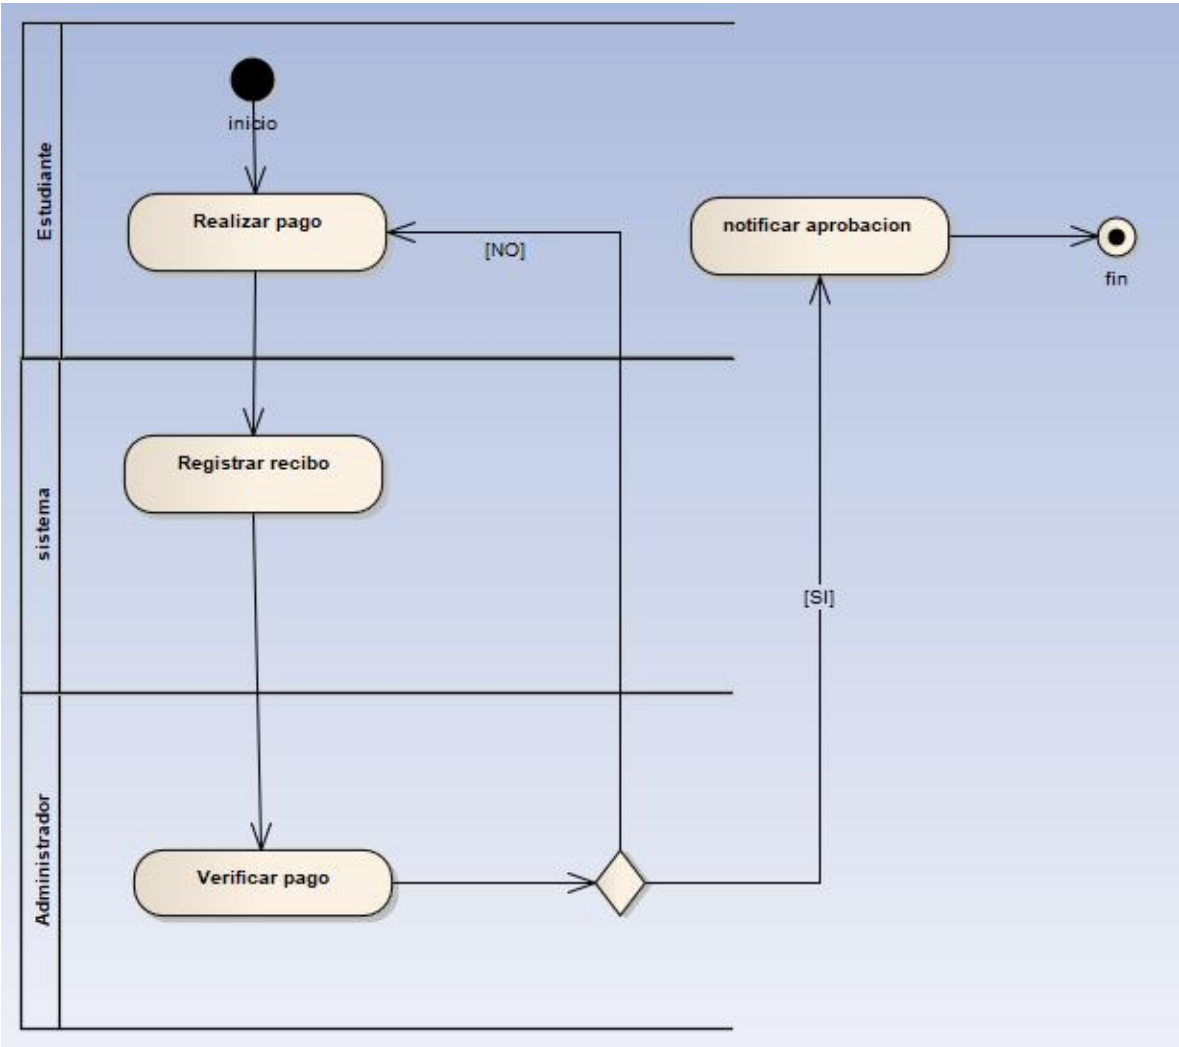 Estudiante
inicio
Realizar pago
[NO]
notificar aprobacion
fin
sistema
Registrar recibo
[SI]
Administrador
Verificar pago